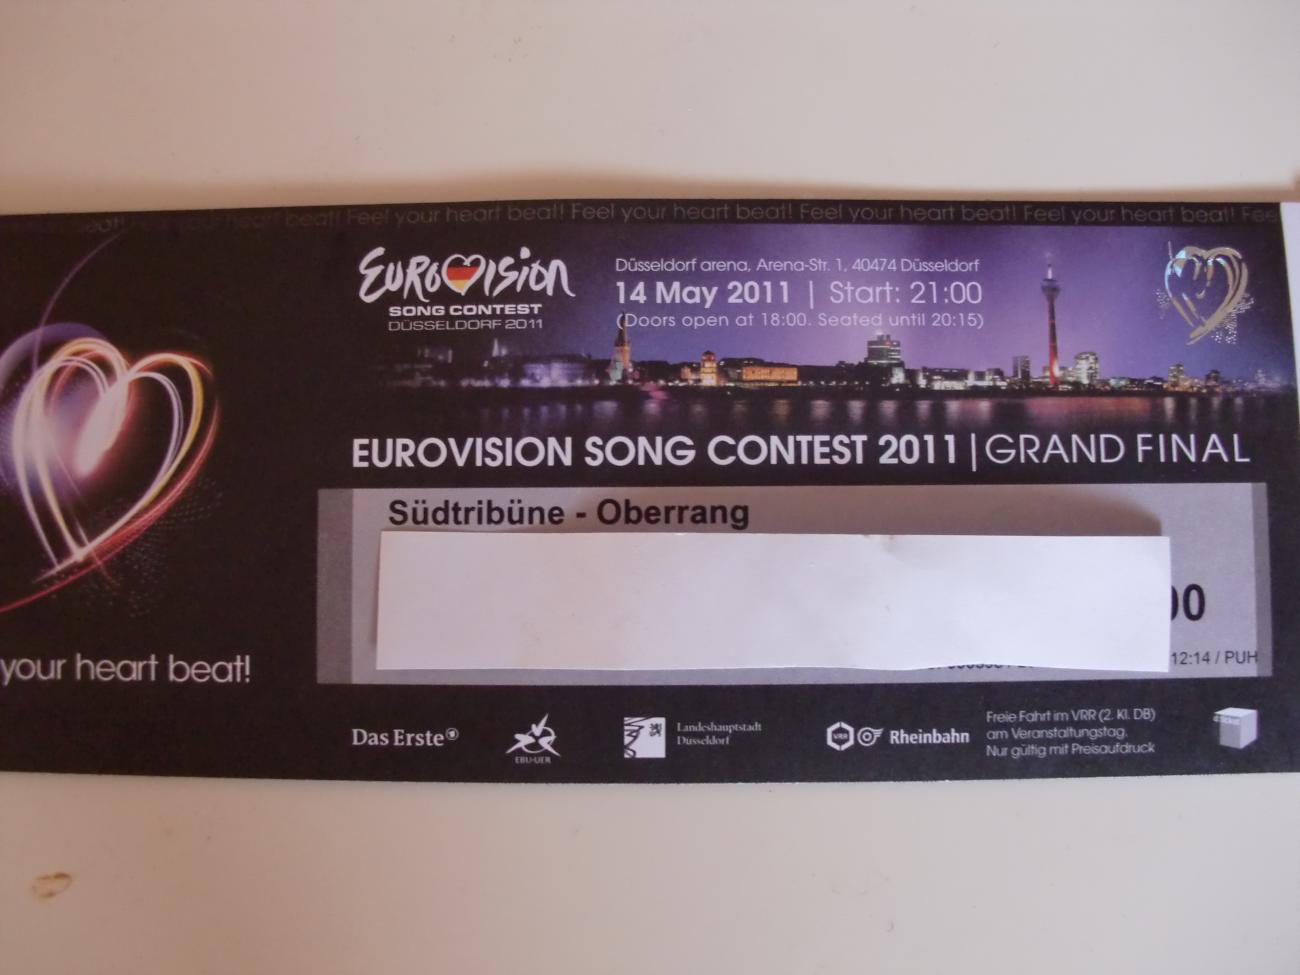 Feel your heart beat! Feel your heart beat! Feel your heart beat! Feel your heart beat!
EUROVISION
SONG CONTEST
DÜSSELDORF 2011
Düsseldorf arena, Arena-Str. 1, 40474 Düsseldorf
14 May 2011 | Start: 21:00
(Doors open at 18:00. Seated until 20:15)
EUROVISION SONG CONTEST 2011 | GRAND FINAL
Südtribüne - Oberrang
00
12:14 / PUH
your heart beat!
Das Erste
EBU·UER
Landeshauptstadt
Düsseldorf
VRR
Rheinbahn
Freie Fahrt im VRR (2. Kl. DB)
am Veranstaltungstag.
Nur gültig mit Preisaufdruck